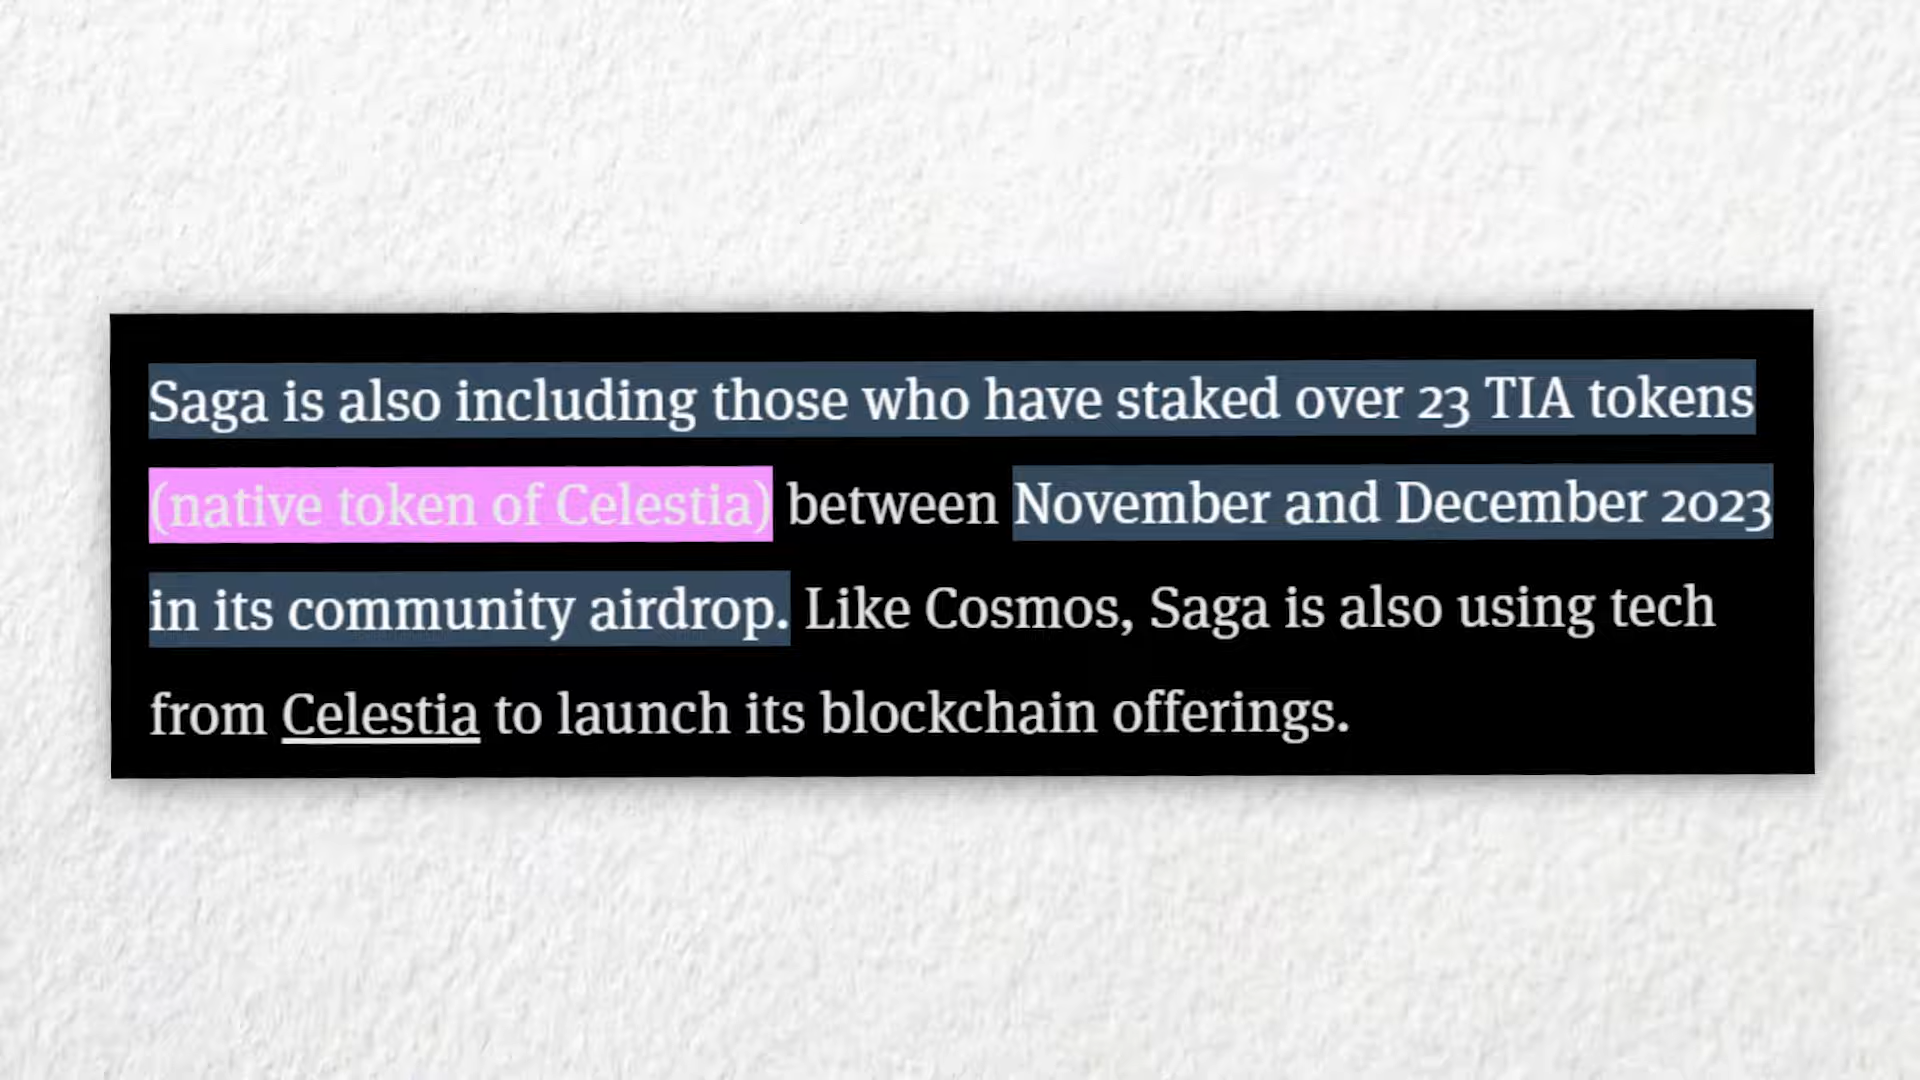 Saga is also including those who have staked over 23 TIA tokens
(native token of Celestia) between November and December 2023
in its community airdrop. Like Cosmos, Saga is also using tech
from Celestia to launch its blockchain offerings.